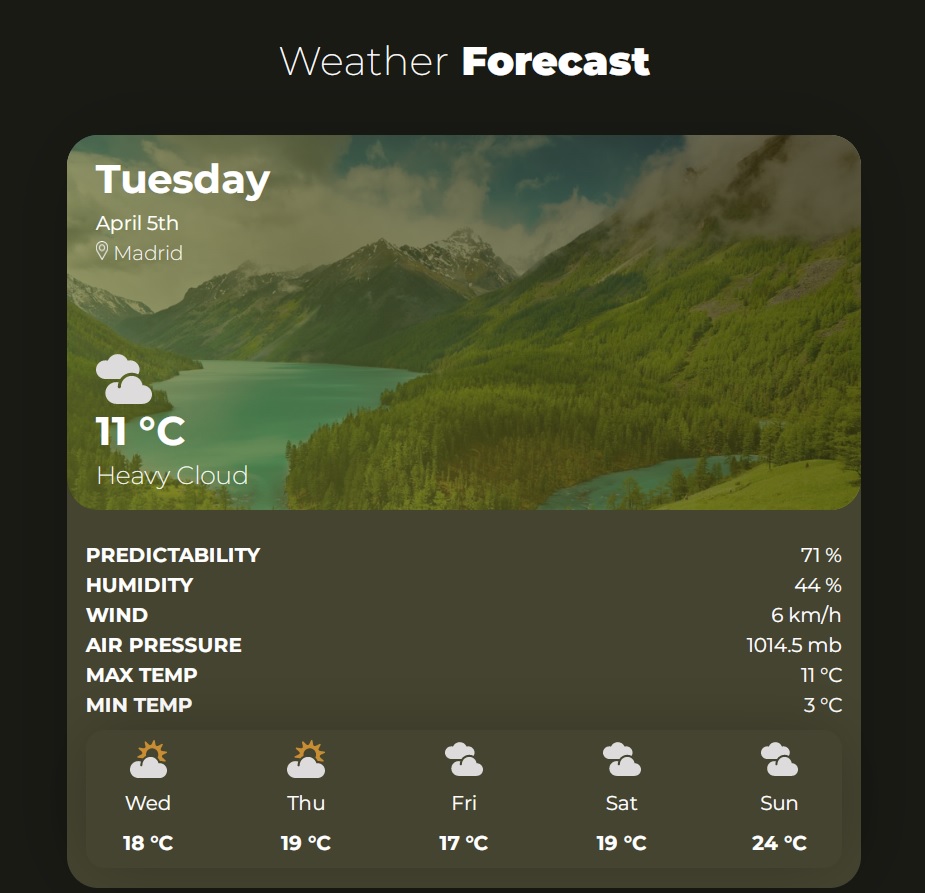 Weather Forecast
Tuesday
April 5th
Madrid
11 °C
Heavy Cloud
PREDICTABILITY 71 %
HUMIDITY 44 %
WIND 6 km/h
AIR PRESSURE 1014.5 mb
MAX TEMP 11 °C
MIN TEMP 3 °C
Wed Thu Fri Sat Sun
18 °C 19 °C 17 °C 19 °C 24 °C